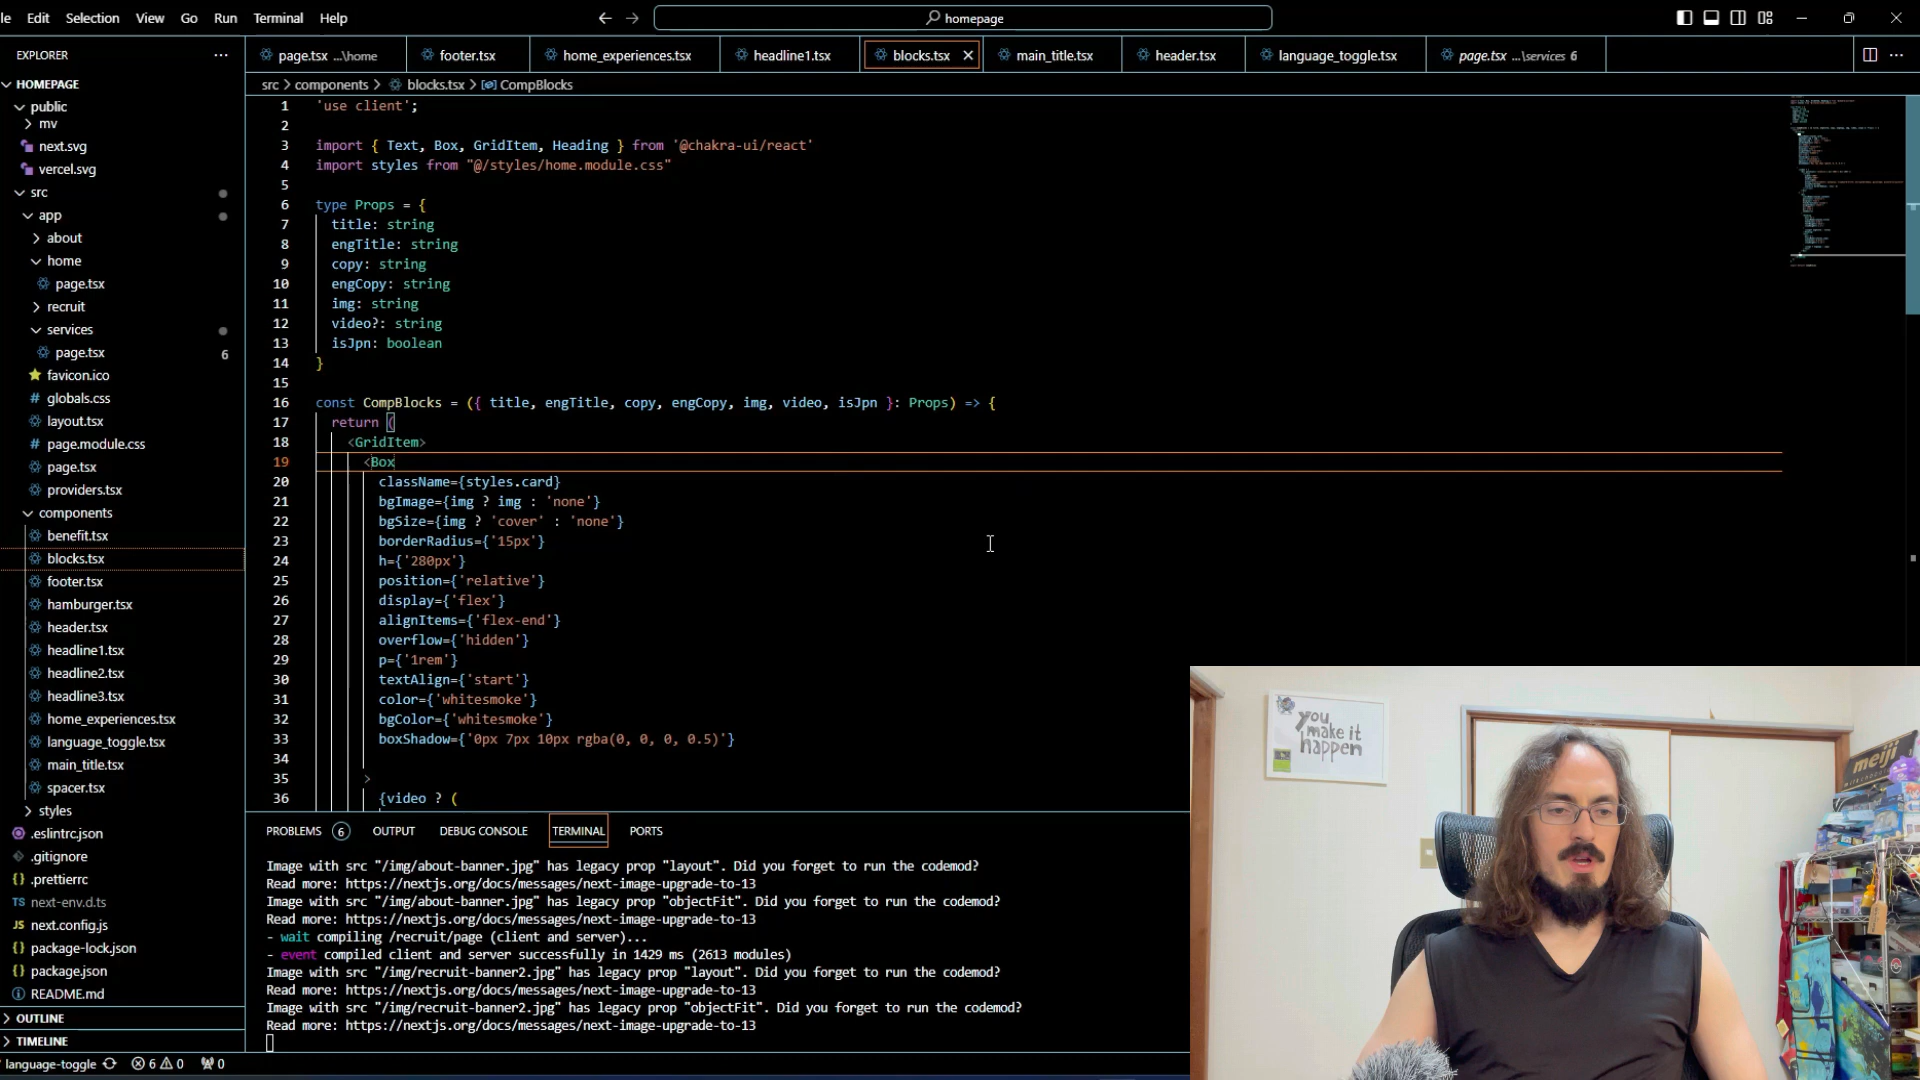 le Edit Selection View Go Run Terminal Help
homepage
EXPLORER
page.tsx ...\home
footer.tsx
home_experiences.tsx
headline1.tsx
blocks.tsx
main_title.tsx
header.tsx
language_toggle.tsx
page.tsx ...\services 6
HOMEPAGE
public
mv
next.svg
vercel.svg
src
app
about
home
page.tsx
recruit
services
page.tsx 6
favicon.ico
globals.css
layout.tsx
page.module.css
page.tsx
providers.tsx
components
benefit.tsx
blocks.tsx
footer.tsx
hamburger.tsx
header.tsx
headline1.tsx
headline2.tsx
headline3.tsx
home_experiences.tsx
language_toggle.tsx
main_title.tsx
spacer.tsx
styles
.eslintrc.json
.gitignore
.prettierrc
TS next-env.d.ts
JS next.config.js
package-lock.json
package.json
README.md
OUTLINE
TIMELINE
language-toggle 6 0 0
src > components > blocks.tsx > CompBlocks
1 'use client';
2
3 import { Text, Box, GridItem, Heading } from '@chakra-ui/react'
4 import styles from "@/styles/home.module.css"
5
6 type Props = {
7 title: string
8 engTitle: string
9 copy: string
10 engCopy: string
11 img: string
12 video?: string
13 isJpn: boolean
14 }
15
16 const CompBlocks = ({ title, engTitle, copy, engCopy, img, video, isJpn }: Props) => {
17 return (
18 <GridItem>
19 <Box
20 className={styles.card}
21 bgImage={img ? img : 'none'}
22 bgSize={img ? 'cover' : 'none'}
23 borderRadius={'15px'}
24 h={'280px'}
25 position={'relative'}
26 display={'flex'}
27 alignItems={'flex-end'}
28 overflow={'hidden'}
29 p={'1rem'}
30 textAlign={'start'}
31 color={'whitesmoke'}
32 bgColor={'whitesmoke'}
33 boxShadow={'0px 7px 10px rgba(0, 0, 0, 0.5)'}
34
35 >
36 {video ? (
PROBLEMS 6 OUTPUT DEBUG CONSOLE TERMINAL PORTS
Image with src "/img/about-banner.jpg" has legacy prop "layout". Did you forget to run the codemod?
Read more: https://nextjs.org/docs/messages/next-image-upgrade-to-13
Image with src "/img/about-banner.jpg" has legacy prop "objectFit". Did you forget to run the codemod?
Read more: https://nextjs.org/docs/messages/next-image-upgrade-to-13
- wait compiling /recruit/page (client and server)...
- event compiled client and server successfully in 1429 ms (2613 modules)
Image with src "/img/recruit-banner2.jpg" has legacy prop "layout". Did you forget to run the codemod?
Read more: https://nextjs.org/docs/messages/next-image-upgrade-to-13
Image with src "/img/recruit-banner2.jpg" has legacy prop "objectFit". Did you forget to run the codemod?
Read more: https://nextjs.org/docs/messages/next-image-upgrade-to-13
you
make it
happen
meiji